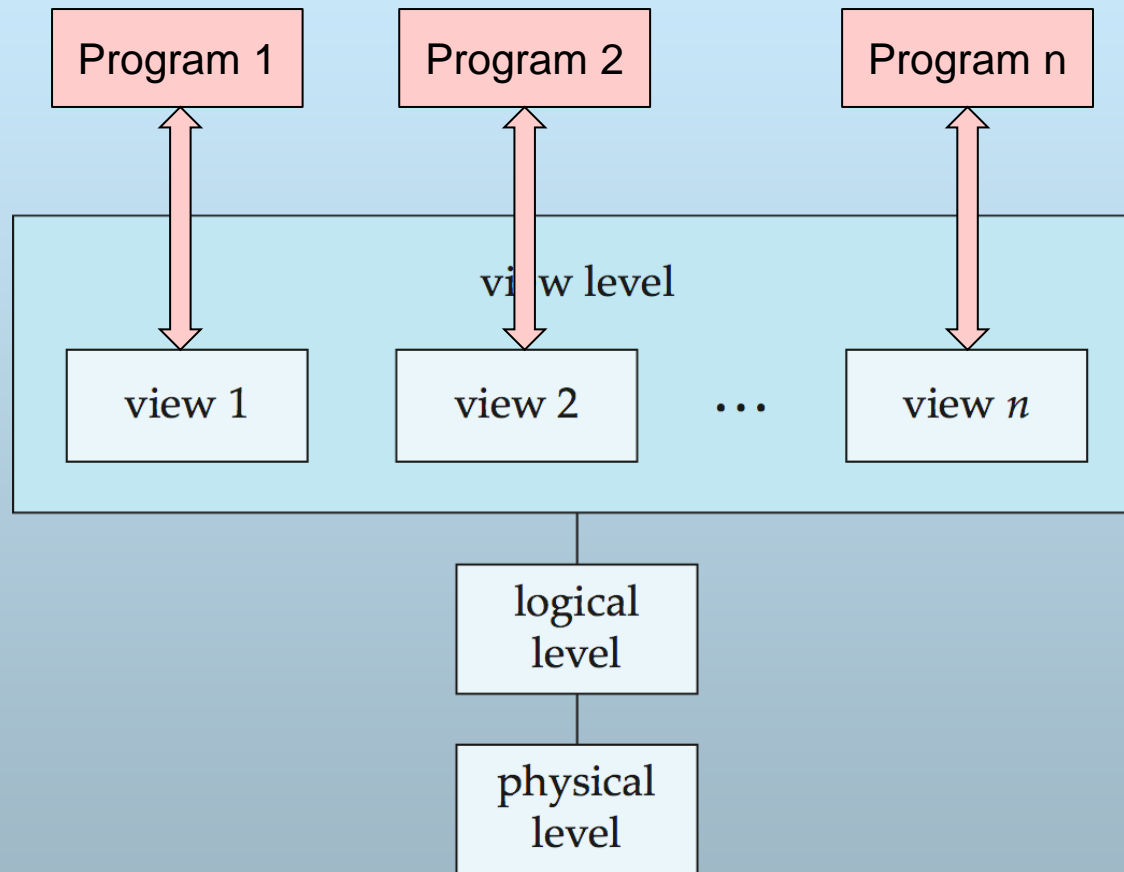 Program 1
Program 2
Program n
view level
view 1
view 2
...
view n
logical
level
physical
level